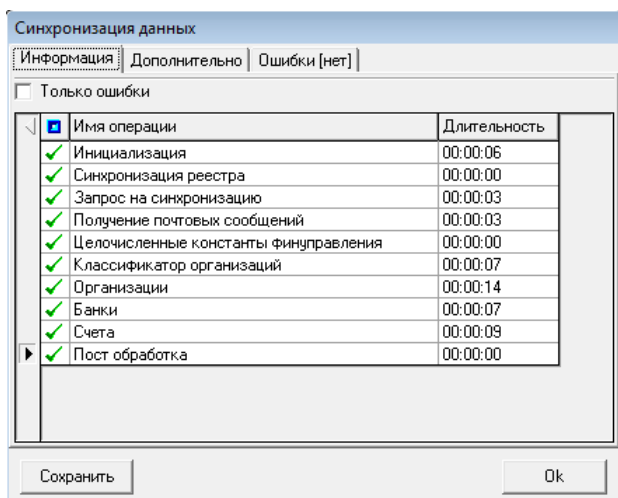 Синхронизация данных
Информация Дополнительно Ошибки [нет]
Только ошибки
Имя операции Длительность
Инициализация 00:00:06
Синхронизация реестра 00:00:00
Запрос на синхронизацию 00:00:03
Получение почтовых сообщений 00:00:03
Целочисленные константы финуправления 00:00:00
Классификатор организаций 00:00:07
Организации 00:00:14
Банки 00:00:07
Счета 00:00:09
Пост обработка 00:00:00
Сохранить Ok